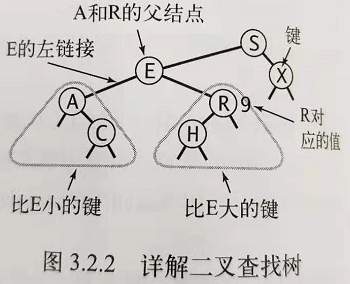 A和R的父结点
E的左链接
键
S
E
X
A
R
9
C
H
R对
应的值
比E小的键
比E大的键
图 3.2.2 详解二叉查找树